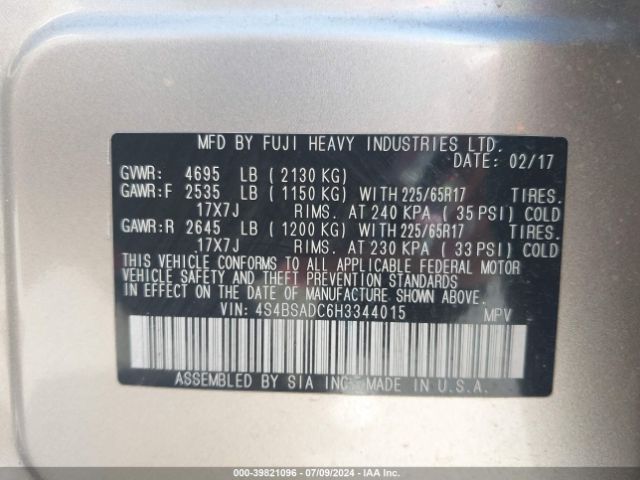 MFD BY FUJI HEAVY INDUSTRIES LTD.
DATE: 02/17
GVWR: 4695 LB (2130 KG)
GAWR:F 2535 LB (1150 KG) WITH 225/65R17 TIRES.
17X7J RIMS. AT 240 KPA (35 PSI) COLD
GAWR:R 2645 LB (1200 KG) WITH 225/65R17 TIRES.
17X7J RIMS. AT 230 KPA (33 PSI) COLD
THIS VEHICLE CONFORMS TO ALL APPLICABLE FEDERAL MOTOR
VEHICLE SAFETY AND THEFT PREVENTION STANDARDS
IN EFFECT ON THE DATE OF MANUFACTURE SHOWN ABOVE.
VIN: 4S4BSADC6H3344015 MPV
ASSEMBLED BY SIA INC. MADE IN U.S.A.
000-39821096 - 07/09/2024 - IAA Inc.